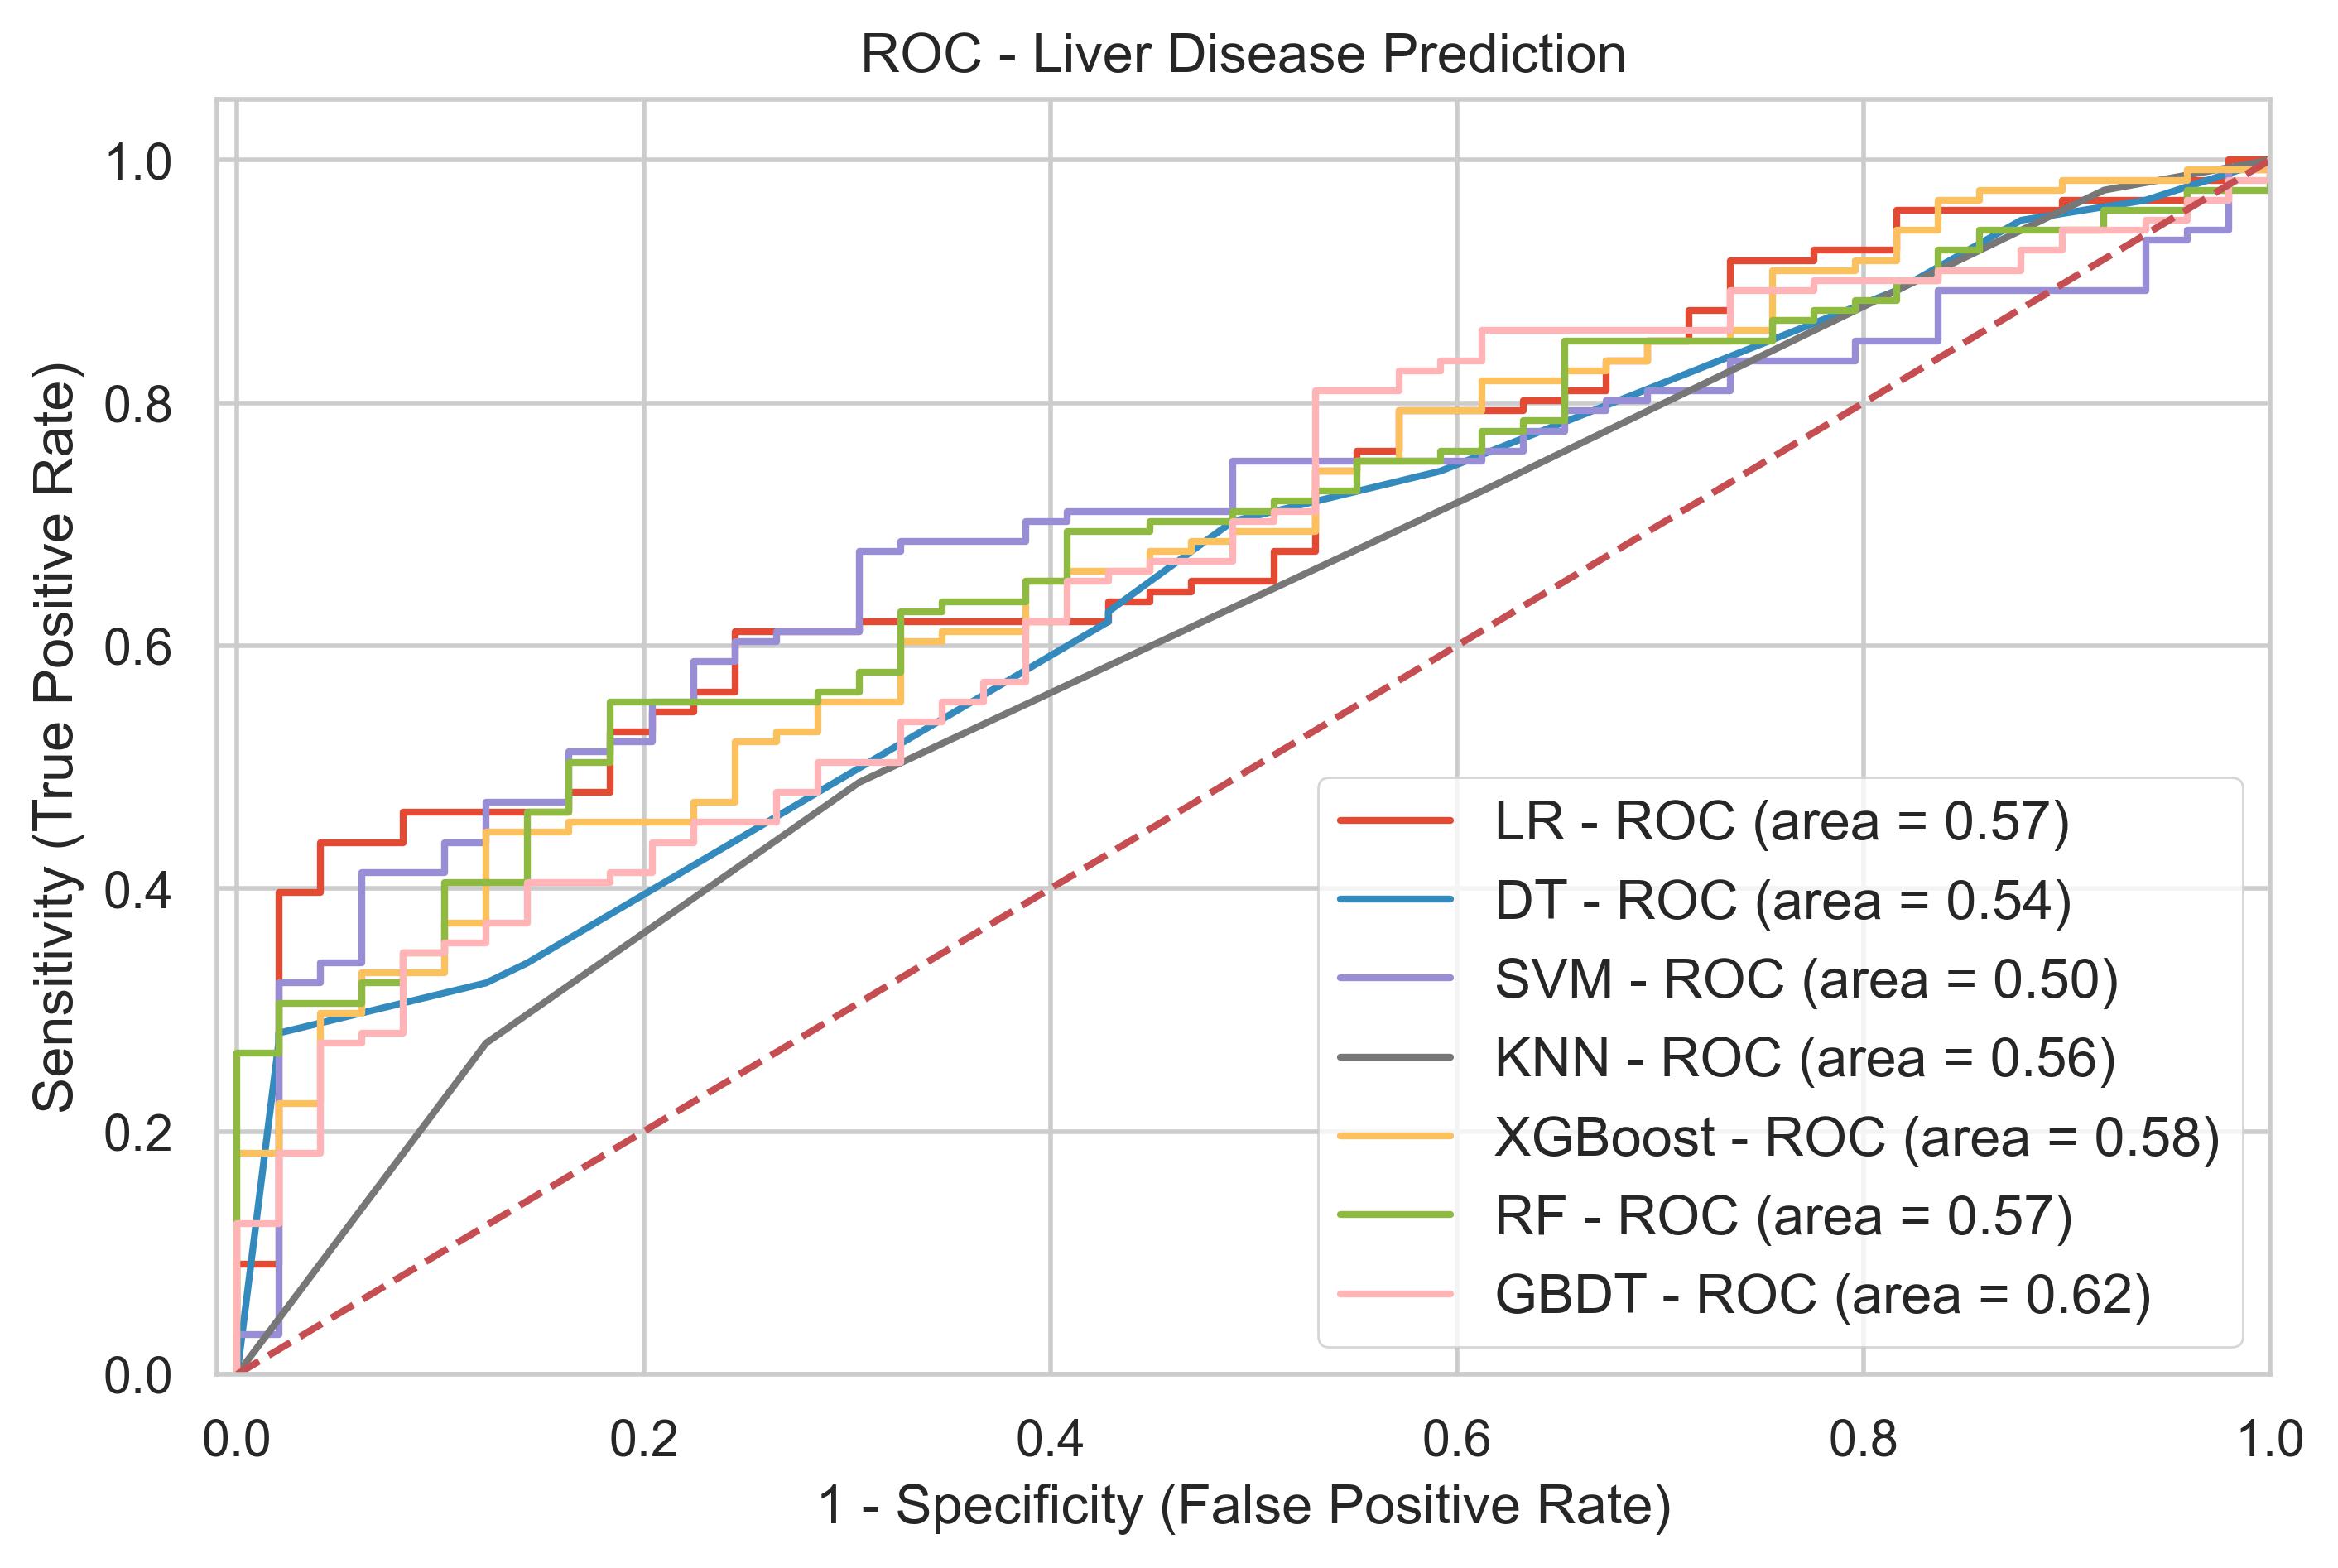 ROC - Liver Disease Prediction
Sensitivity (True Positive Rate)
1.0
0.8
0.6
0.4
0.2
0.0
LR - ROC (area = 0.57)
DT - ROC (area = 0.54)
SVM - ROC (area = 0.50)
KNN - ROC (area = 0.56)
XGBoost - ROC (area = 0.58)
RF - ROC (area = 0.57)
GBDT - ROC (area = 0.62)
0.0 0.2 0.4 0.6 0.8 1.0
1 - Specificity (False Positive Rate)